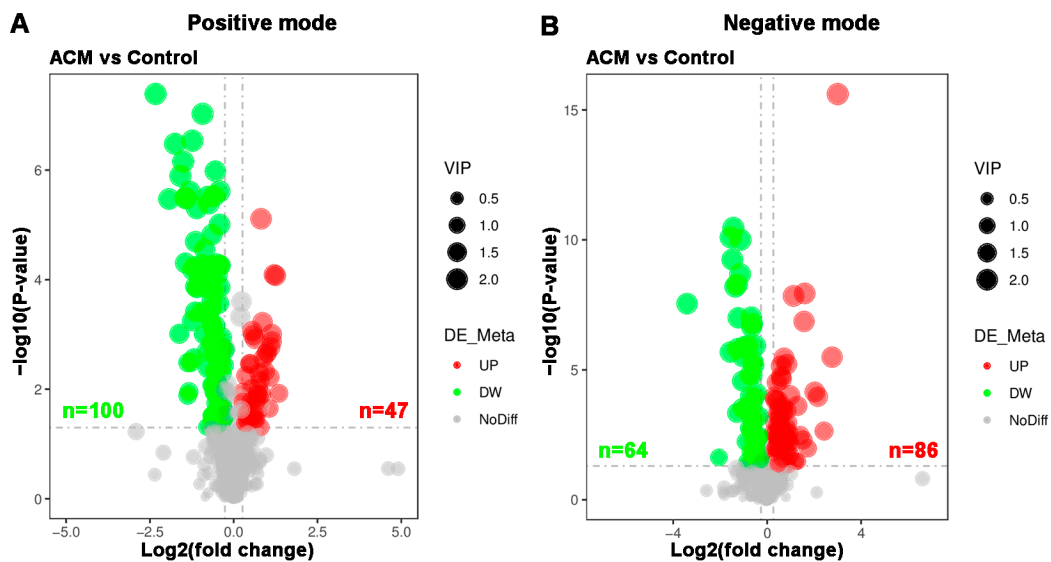 A
Positive mode
ACM vs Control
−log10(P-value)
6
4
2
0
n=100
n=47
−5.0
−2.5
0.0
2.5
5.0
Log2(fold change)
VIP
0.5
1.0
1.5
2.0
DE_Meta
UP
DW
NoDiff
B
Negative mode
ACM vs Control
−log10(P-value)
15
10
5
0
n=64
n=86
−4
0
4
Log2(fold change)
VIP
0.5
1.0
1.5
2.0
DE_Meta
UP
DW
NoDiff